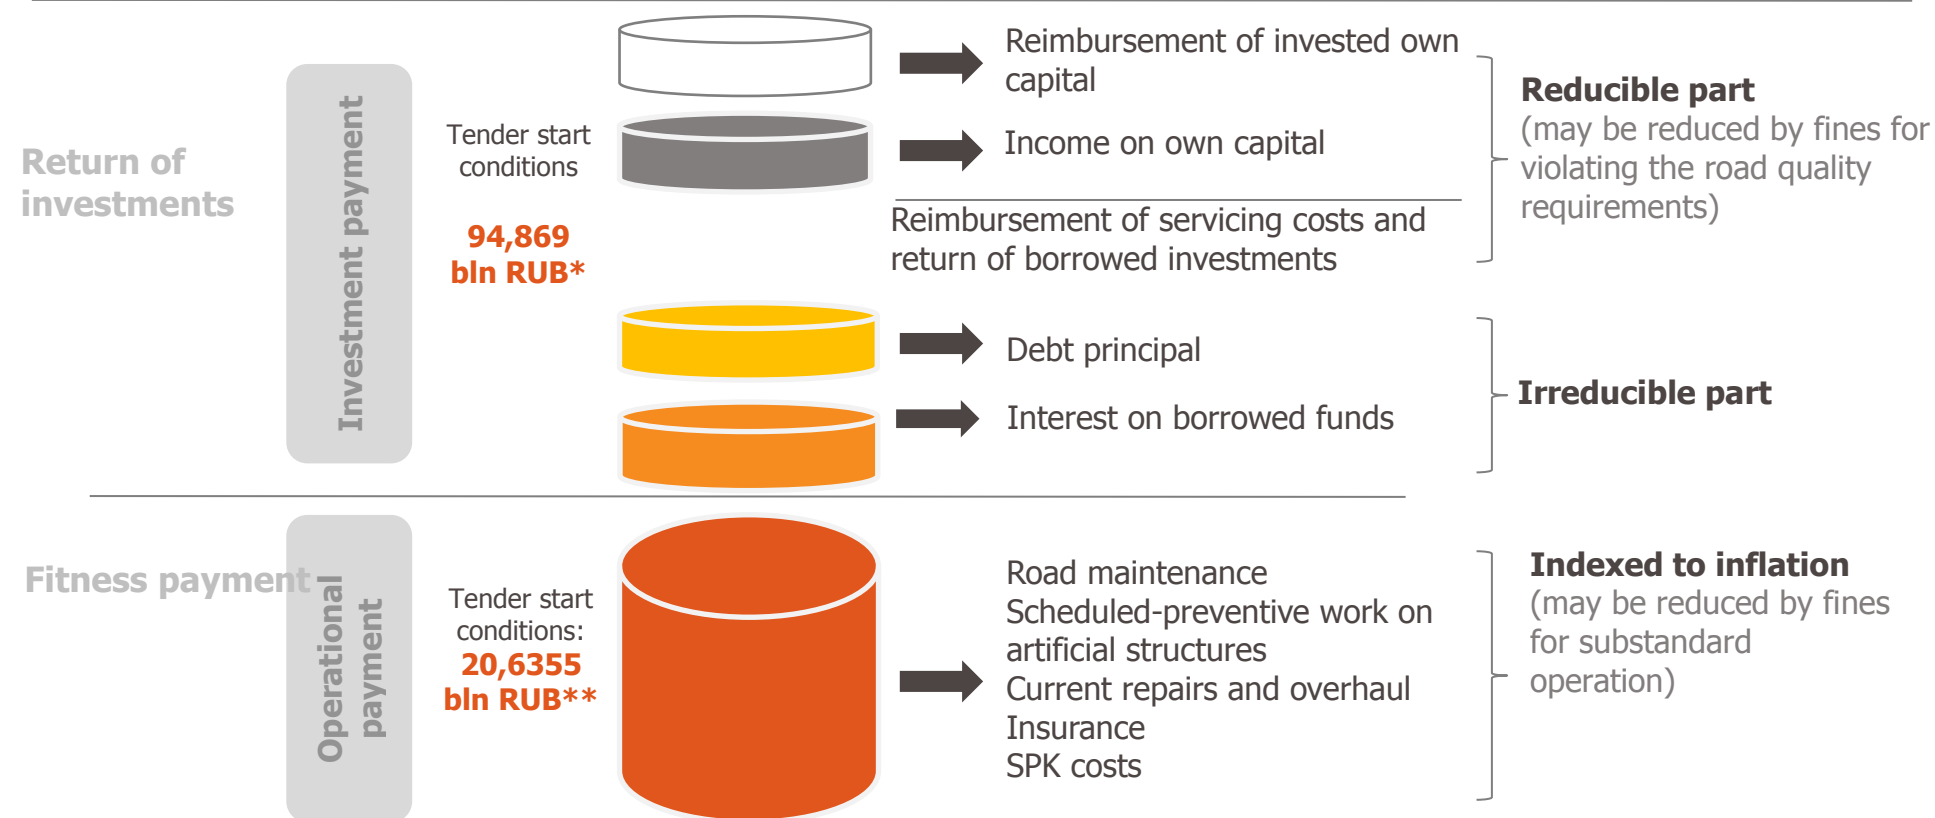 Return of
investments
Investment payment
Tender start
conditions
94,869
bln RUB*
Reimbursement of invested own
capital
Income on own capital
Reimbursement of servicing costs and
return of borrowed investments
Debt principal
Interest on borrowed funds
Reducible part
(may be reduced by fines for
violating the road quality
requirements)
Irreducible part
Fitness payment
Operational
payment
Tender start
conditions:
20,6355
bln RUB**
Road maintenance
Scheduled-preventive work on
artificial structures
Current repairs and overhaul
Insurance
SPK costs
Indexed to inflation
(may be reduced by fines
for substandard
operation)